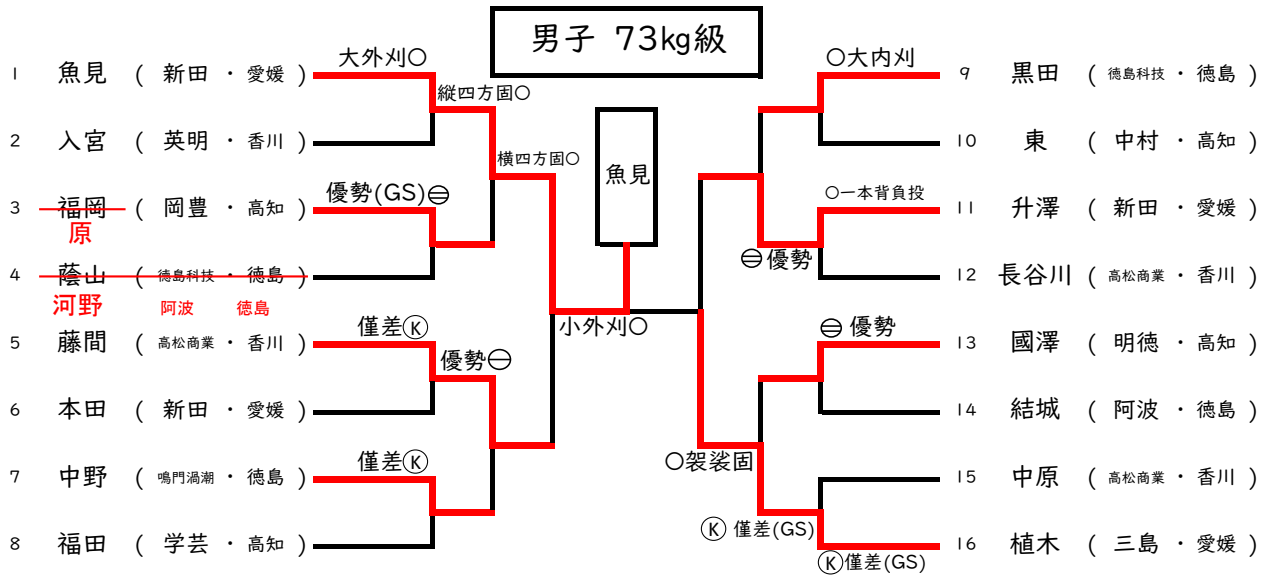 男子 73kg級
1 魚見 ( 新田 ・ 愛媛 )
大外刈○
2 入宮 ( 英明 ・ 香川 )
縦四方固○
3 福岡 ( 岡豊 ・ 高知 )
原
優勢(GS)⊖
横四方固○
4 蔭山 ( 徳島科技 ・ 徳島 )
河野 阿波 徳島
5 藤間 ( 高松商業 ・ 香川 )
僅差Ⓚ
6 本田 ( 新田 ・ 愛媛 )
優勢⊖
7 中野 ( 鳴門渦潮 ・ 徳島 )
僅差Ⓚ
8 福田 ( 学芸 ・ 高知 )
魚見
小外刈○
○大内刈
9 黒田 ( 徳島科技 ・ 徳島 )
10 東 ( 中村 ・ 高知 )
○一本背負投
11 升澤 ( 新田 ・ 愛媛 )
⊖優勢
12 長谷川 ( 高松商業 ・ 香川 )
⊖ 優勢
13 國澤 ( 明徳 ・ 高知 )
14 結城 ( 阿波 ・ 徳島 )
○袈裟固
15 中原 ( 高松商業 ・ 香川 )
Ⓚ 僅差(GS)
16 植木 ( 三島 ・ 愛媛 )
Ⓚ僅差(GS)